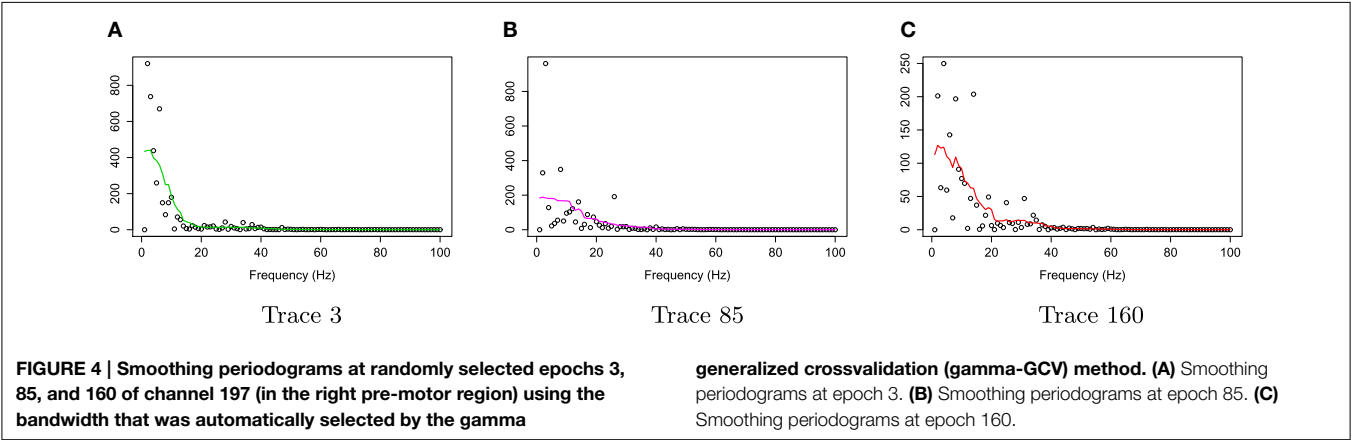 A
B
C
0 200 400 600 800
0 20 40 60 80 100
Frequency (Hz)
Trace 3
0 200 400 600 800
0 20 40 60 80 100
Frequency (Hz)
Trace 85
0 50 100 150 200 250
0 20 40 60 80 100
Frequency (Hz)
Trace 160
FIGURE 4 | Smoothing periodograms at randomly selected epochs 3,
85, and 160 of channel 197 (in the right pre-motor region) using the
bandwidth that was automatically selected by the gamma
generalized crossvalidation (gamma-GCV) method. (A) Smoothing
periodograms at epoch 3. (B) Smoothing periodograms at epoch 85. (C)
Smoothing periodograms at epoch 160.